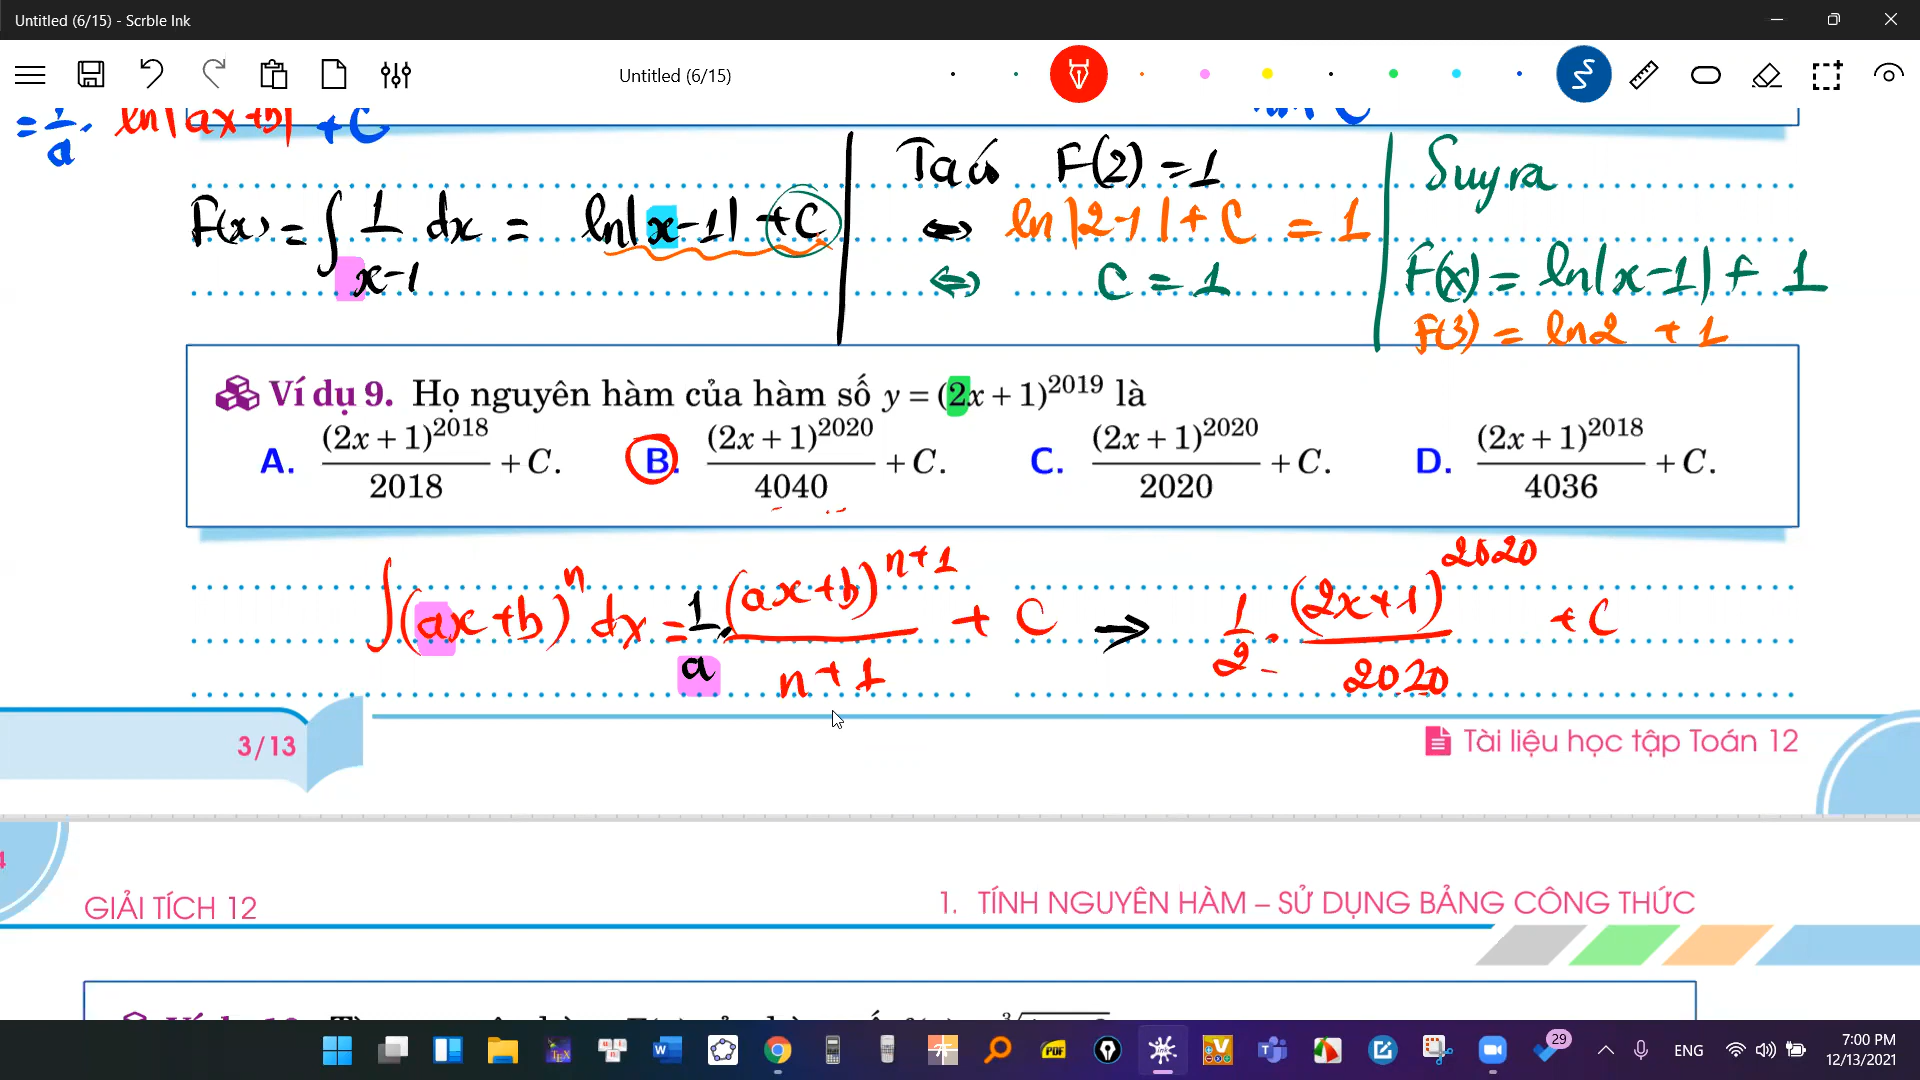 Untitled (6/15) - Scrble Ink
Untitled (6/15)
= 1/a . ln|ax+b| + C
F(x) = ∫ 1/(x-1) dx = ln|x-1| + C
Ta có F(2) = 1
⇔ ln|2-1| + C = 1
⇔ C = 1
Suy ra
F(x) = ln|x-1| + 1
F(3) = ln2 + 1
Ví dụ 9. Họ nguyên hàm của hàm số y = (2x + 1)^2019 là
A. (2x + 1)^2018 / 2018 + C. B. (2x + 1)^2020 / 4040 + C. C. (2x + 1)^2020 / 2020 + C. D. (2x + 1)^2018 / 4036 + C.
∫(ax+b)^n dx = 1/a . (ax+b)^(n+1) / (n+1) + C ⇒ 1/2 . (2x+1)^2020 / 2020 + C
3/13
Tài liệu học tập Toán 12
GIẢI TÍCH 12
1. TÍNH NGUYÊN HÀM – SỬ DỤNG BẢNG CÔNG THỨC
29
ENG
7:00 PM
12/13/2021